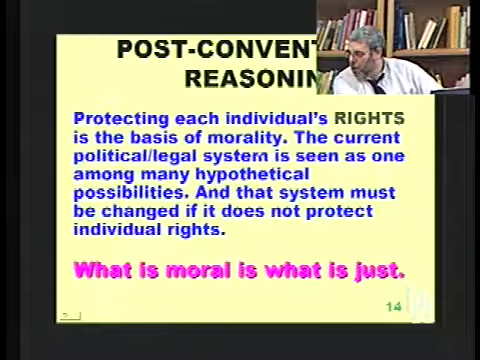 POST-CONVENT
REASONIN
Protecting each individual's RIGHTS
is the basis of morality. The current
political/legal system is seen as one
among many hypothetical
possibilities. And that system must
be changed if it does not protect
individual rights.
What is moral is what is just.
14